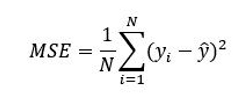 MSE = \frac{1}{N} \sum_{i=1}^{N} (y_i - \hat{y})^2